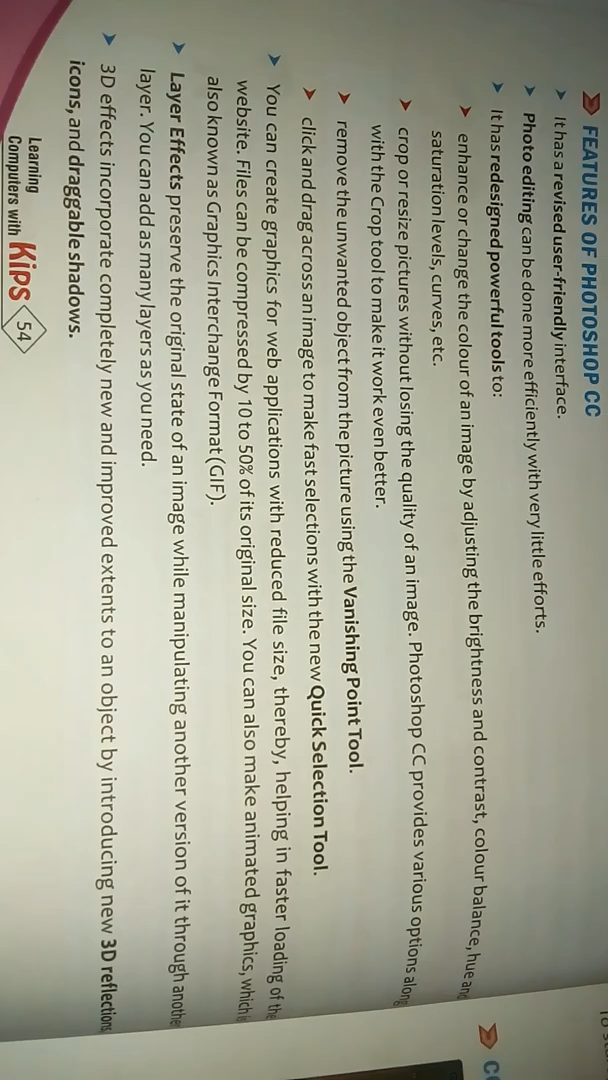 FEATURES OF PHOTOSHOP CC
It has a revised user-friendly interface.
Photo editing can be done more efficiently with very little efforts.
It has redesigned powerful tools to:
enhance or change the colour of an image by adjusting the brightness and contrast, colour balance, hue and
saturation levels, curves, etc.
crop or resize pictures without losing the quality of an image. Photoshop CC provides various options along
with the Crop tool to make it work even better.
remove the unwanted object from the picture using the Vanishing Point Tool.
click and drag across an image to make fast selections with the new Quick Selection Tool.
You can create graphics for web applications with reduced file size, thereby, helping in faster loading of the
website. Files can be compressed by 10 to 50% of its original size. You can also make animated graphics, which is
also known as Graphics Interchange Format (GIF).
Layer Effects preserve the original state of an image while manipulating another version of it through another
layer. You can add as many layers as you need.
3D effects incorporate completely new and improved extents to an object by introducing new 3D reflections,
icons, and draggable shadows.
Learning
Computers with Kips 54